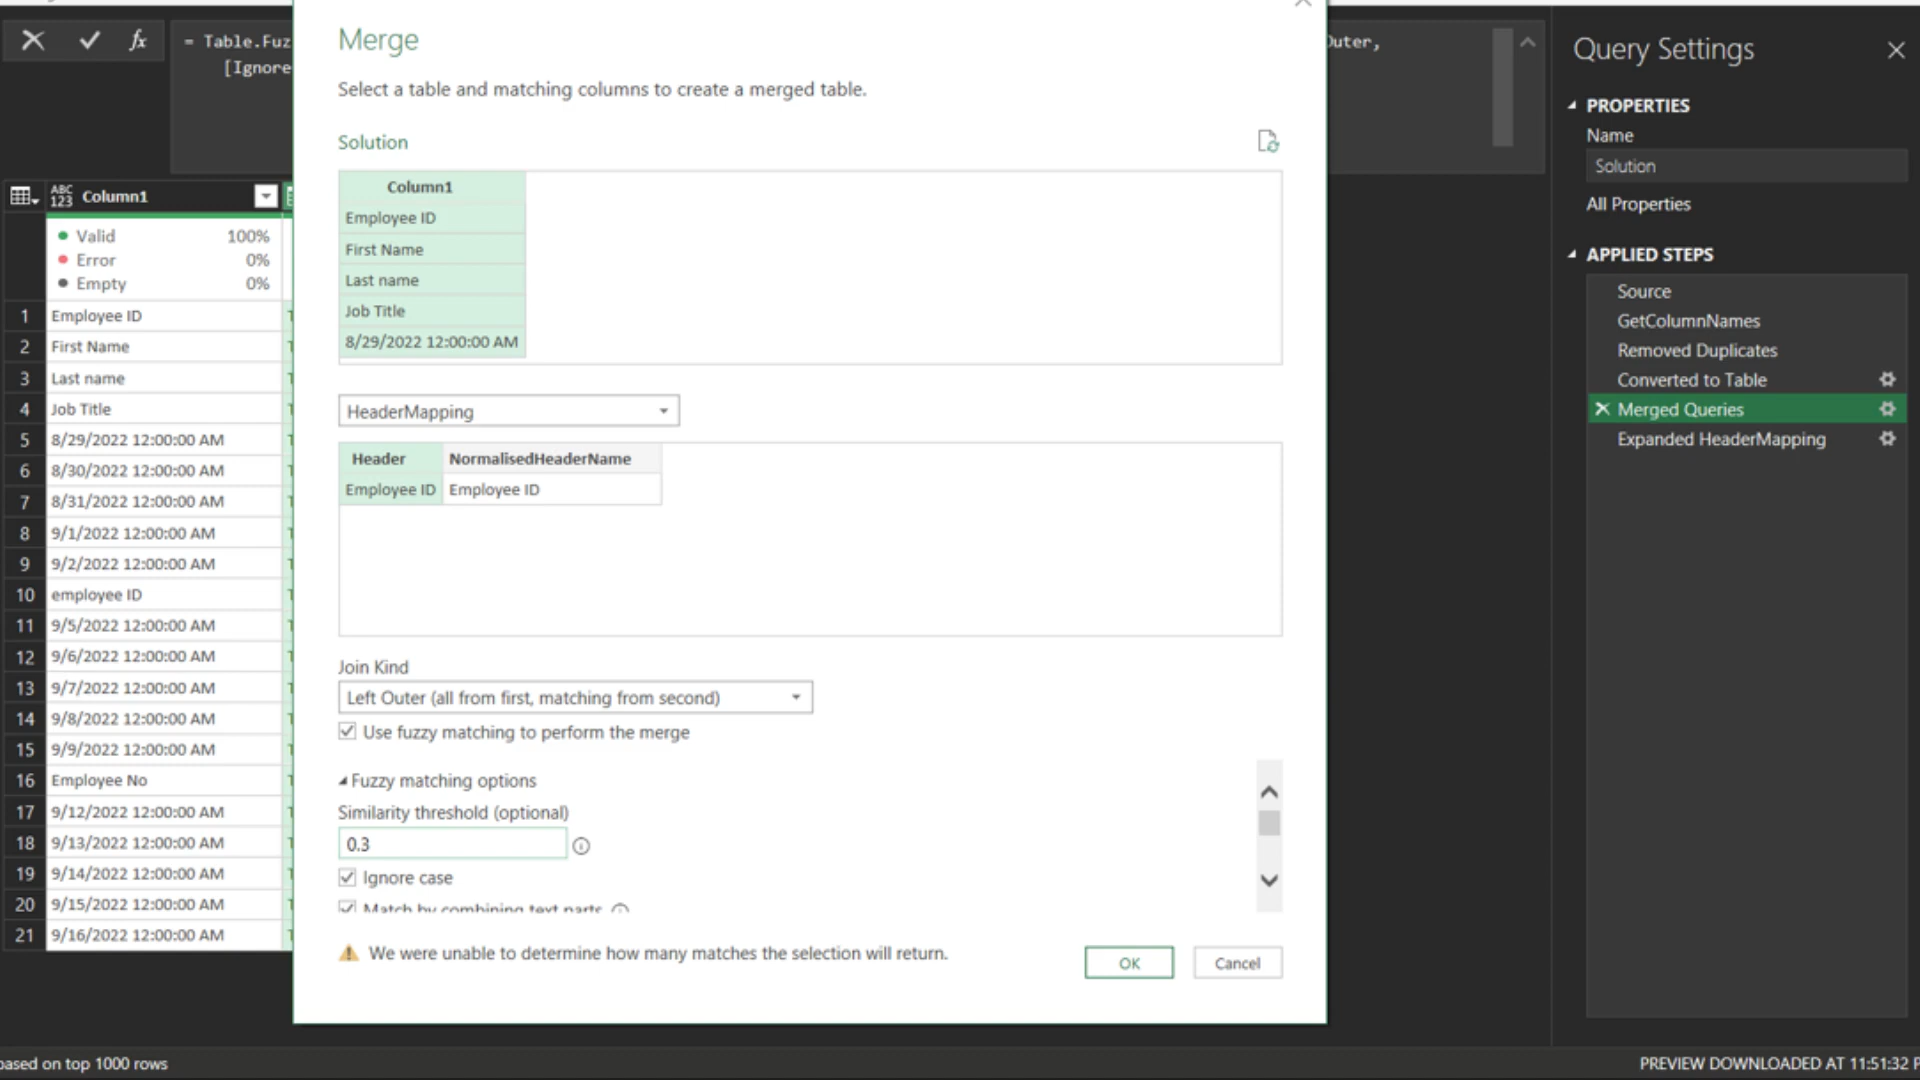 = Table.Fuz
[Ignore
Outer,
ABC
123
Column1
Valid 100%
Error 0%
Empty 0%
1 Employee ID
2 First Name
3 Last name
4 Job Title
5 8/29/2022 12:00:00 AM
6 8/30/2022 12:00:00 AM
7 8/31/2022 12:00:00 AM
8 9/1/2022 12:00:00 AM
9 9/2/2022 12:00:00 AM
10 employee ID
11 9/5/2022 12:00:00 AM
12 9/6/2022 12:00:00 AM
13 9/7/2022 12:00:00 AM
14 9/8/2022 12:00:00 AM
15 9/9/2022 12:00:00 AM
16 Employee No
17 9/12/2022 12:00:00 AM
18 9/13/2022 12:00:00 AM
19 9/14/2022 12:00:00 AM
20 9/15/2022 12:00:00 AM
21 9/16/2022 12:00:00 AM
Merge
Select a table and matching columns to create a merged table.
Solution
Column1
Employee ID
First Name
Last name
Job Title
8/29/2022 12:00:00 AM
HeaderMapping
Header NormalisedHeaderName
Employee ID Employee ID
Join Kind
Left Outer (all from first, matching from second)
Use fuzzy matching to perform the merge
Fuzzy matching options
Similarity threshold (optional)
0.3
Ignore case
Match by combining text parts
We were unable to determine how many matches the selection will return.
OK
Cancel
Query Settings
PROPERTIES
Name
Solution
All Properties
APPLIED STEPS
Source
GetColumnNames
Removed Duplicates
Converted to Table
Merged Queries
Expanded HeaderMapping
based on top 1000 rows
PREVIEW DOWNLOADED AT 11:51:32 P